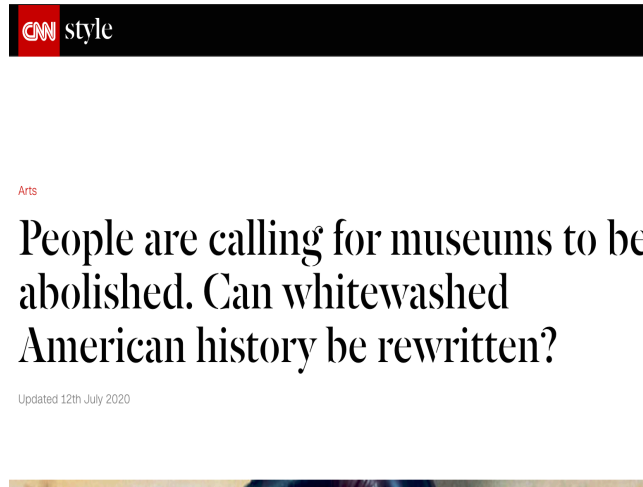 CNN style
Arts
People are calling for museums to be
abolished. Can whitewashed
American history be rewritten?
Updated 12th July 2020